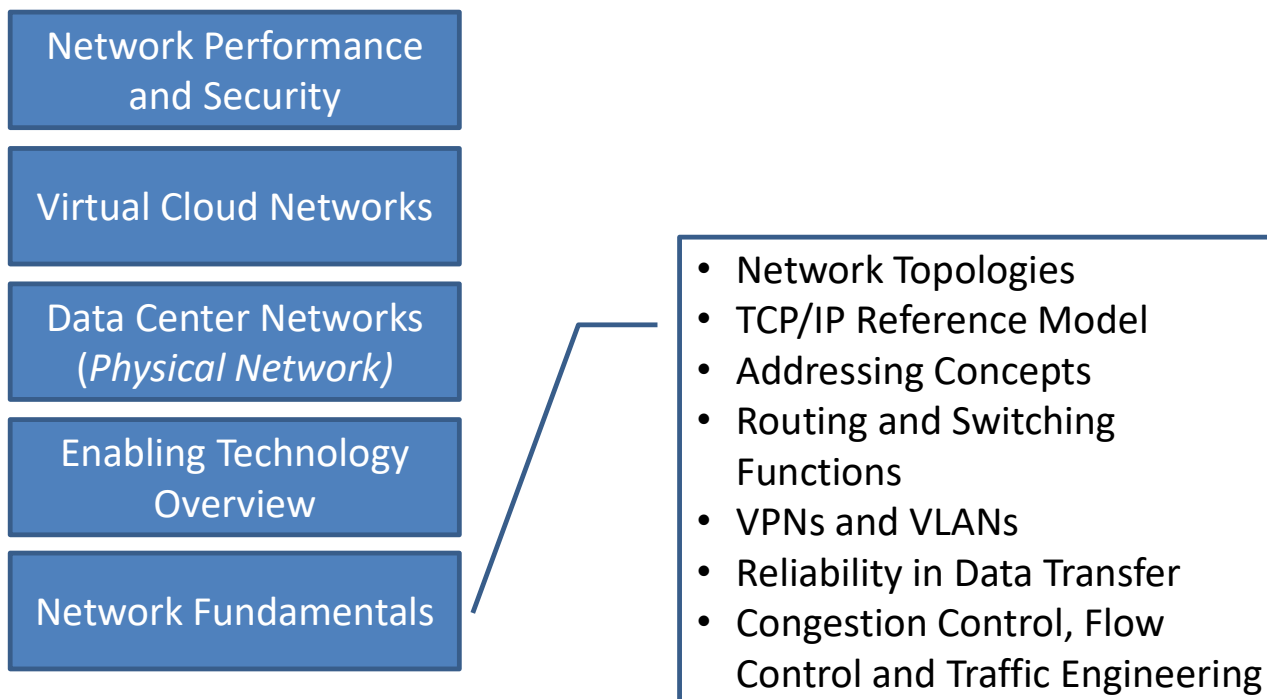 Network Performance
and Security
Virtual Cloud Networks
Data Center Networks
(Physical Network)
Enabling Technology
Overview
Network Fundamentals
• Network Topologies
• TCP/IP Reference Model
• Addressing Concepts
• Routing and Switching
Functions
• VPNs and VLANs
• Reliability in Data Transfer
• Congestion Control, Flow
Control and Traffic Engineering